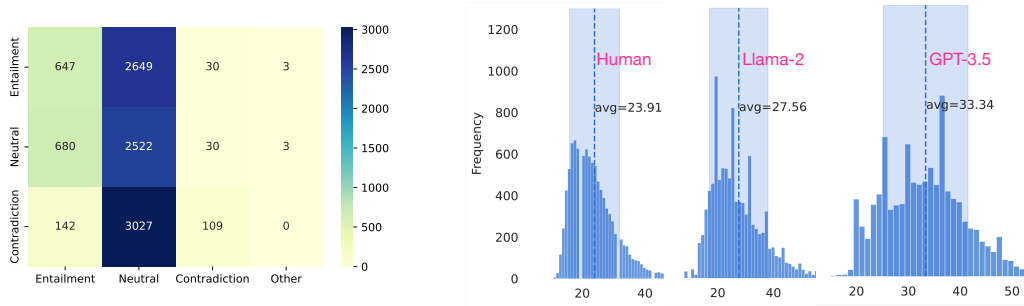 Entailment
Neutral
Contradiction
647 2649 30 3
680 2522 30 3
142 3027 109 0
Entailment Neutral Contradiction Other
3000
2500
2000
1500
1000
500
0
Frequency
1200
1000
800
600
400
200
0
Human
avg=23.91
20 40
Llama-2
avg=27.56
20 40
GPT-3.5
avg=33.34
20 30 40 50